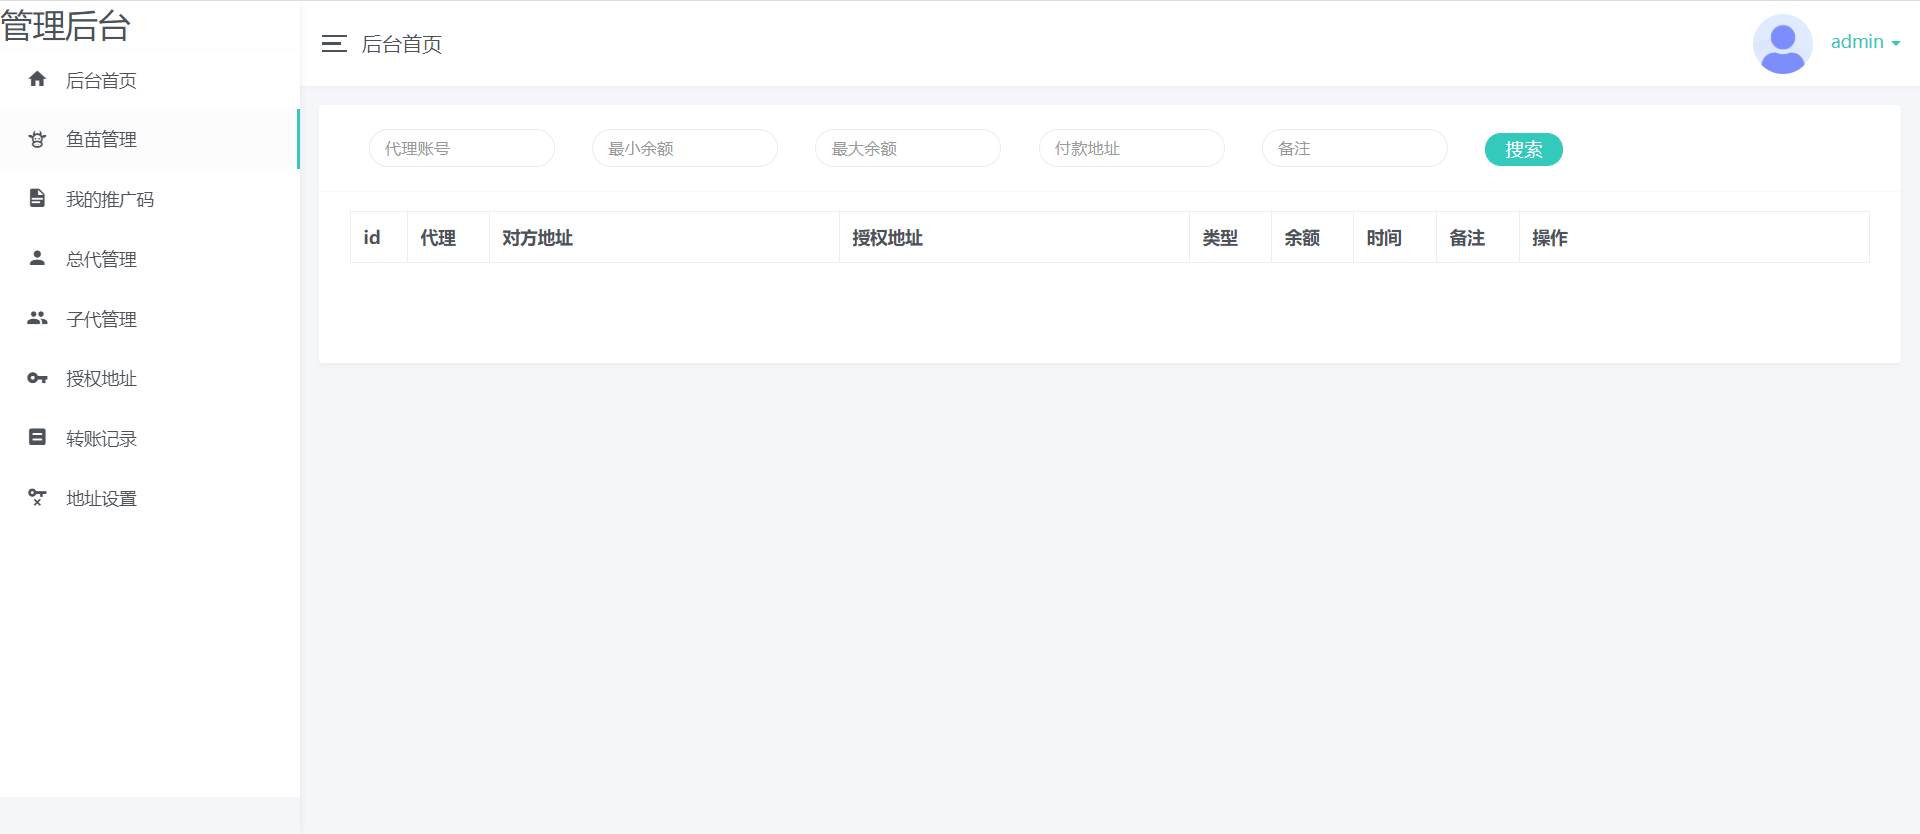 管理后台
后台首页
admin
后台首页
鱼苗管理
我的推广码
总代管理
子代管理
授权地址
转账记录
地址设置
代理账号 最小余额 最大余额 付款地址 备注 搜索
id 代理 对方地址 授权地址 类型 余额 时间 备注 操作